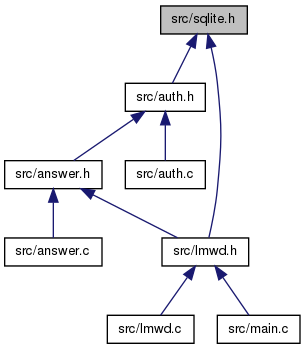 src/sqlite.h
src/auth.h
src/answer.h
src/auth.c
src/answer.c
src/lmwd.h
src/lmwd.c
src/main.c